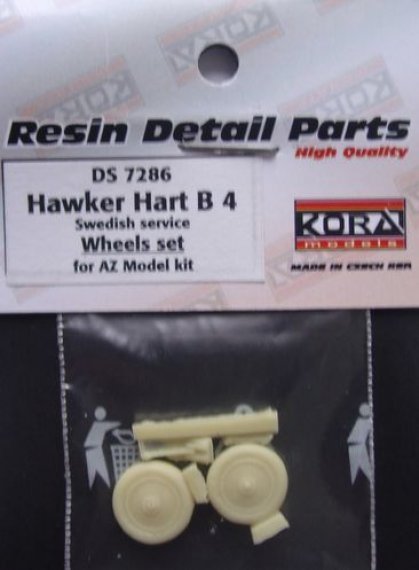 Resin Detail Parts
High Quality
DS 7286
Hawker Hart B 4
Swedish service
Wheels set
for AZ Model kit
KORA
models
MADE IN CZECH REP.